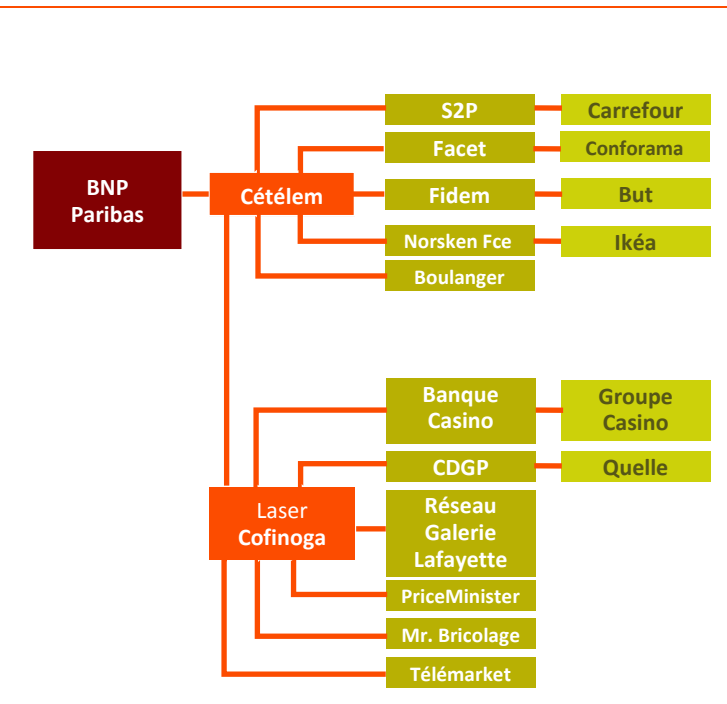 S2P
Carrefour
Facet
Conforama
BNP
Paribas
Cétélem
Fidem
But
Norsken Fce
Ikéa
Boulanger
Banque
Casino
Groupe
Casino
CDGP
Quelle
Laser
Cofinoga
Réseau
Galerie
Lafayette
PriceMinister
Mr. Bricolage
Télémarket